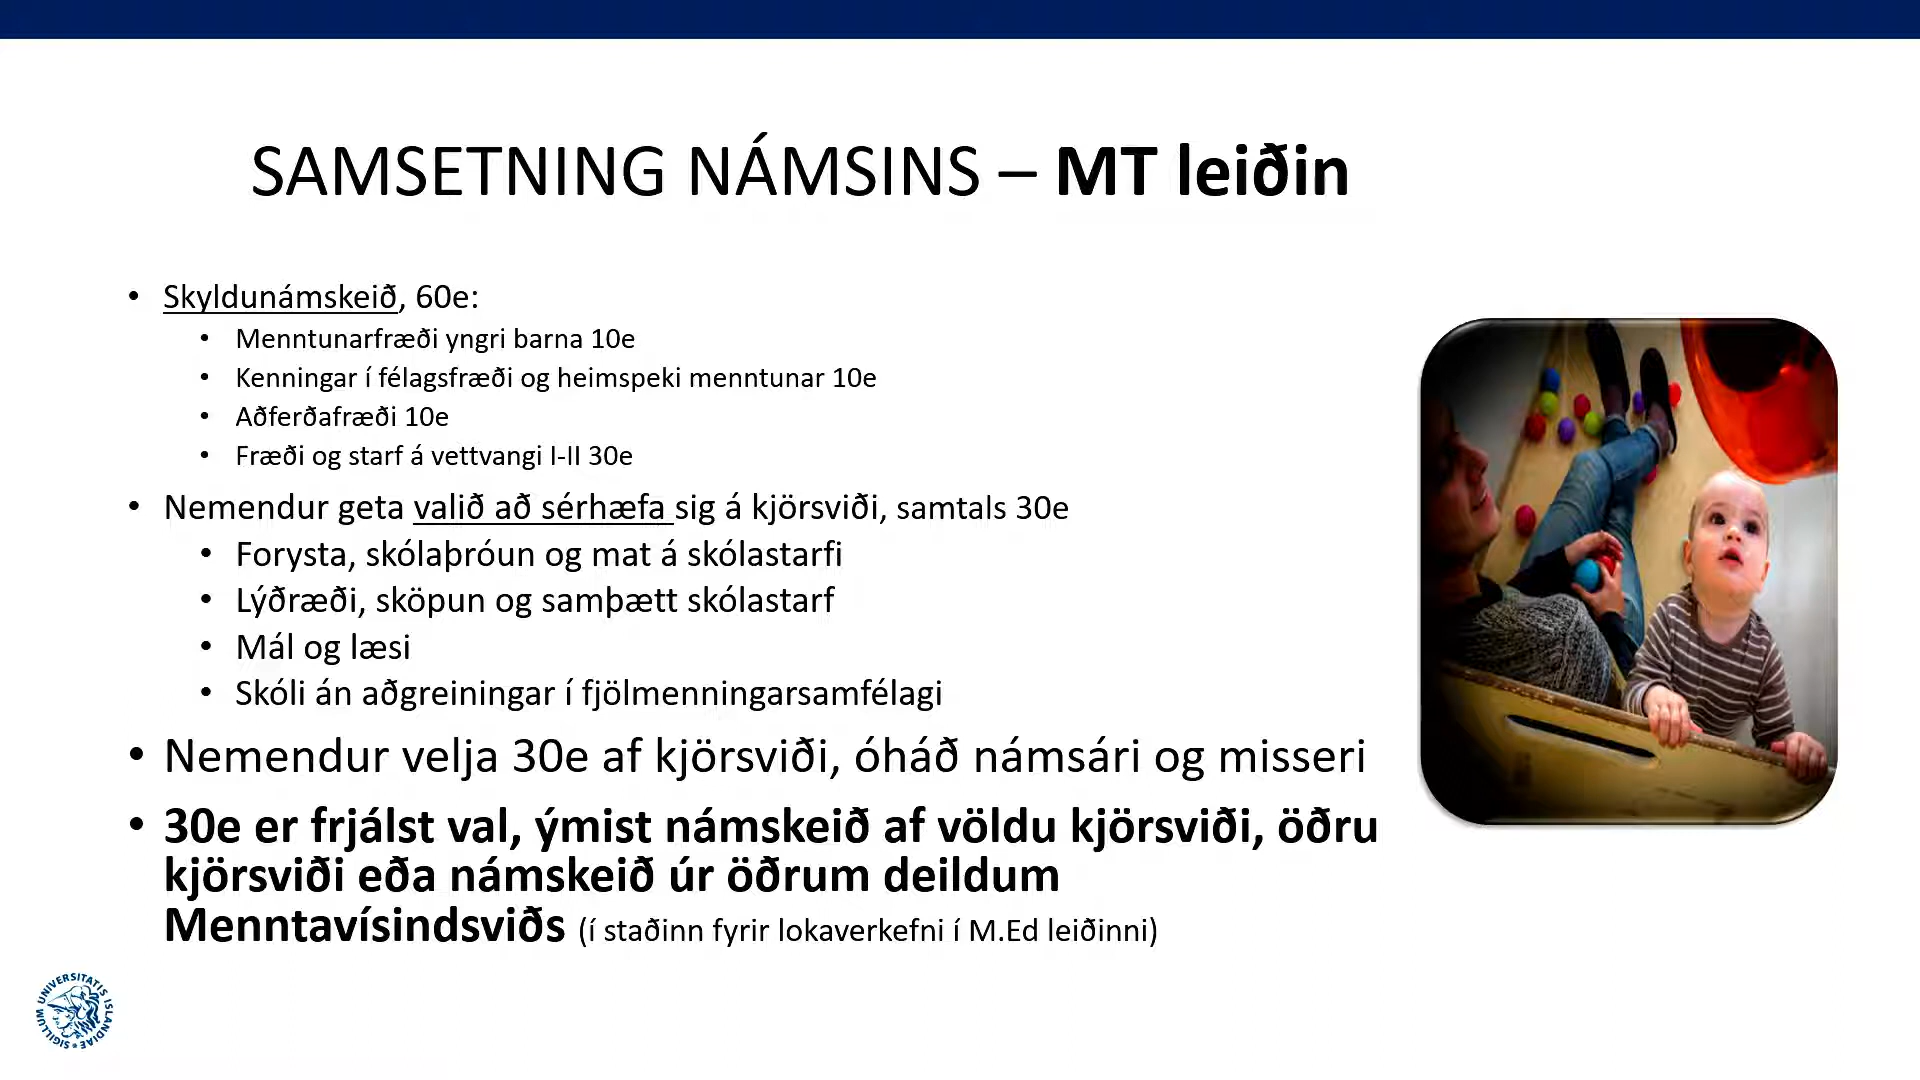 SAMSETNING NÁMSINS – MT leiðin
• Skyldunámskeið, 60e:
• Menntunarfræði yngri barna 10e
• Kenningar í félagsfræði og heimspeki menntunar 10e
• Aðferðafræði 10e
• Fræði og starf á vettvangi I-II 30e
• Nemendur geta valið að sérhæfa sig á kjörsviði, samtals 30e
• Forysta, skólaþróun og mat á skólastarfi
• Lýðræði, sköpun og samþætt skólastarf
• Mál og læsi
• Skóli án aðgreiningar í fjölmenningarsamfélagi
• Nemendur velja 30e af kjörsviði, óháð námsári og misseri
• 30e er frjálst val, ýmist námskeið af völdu kjörsviði, öðru
kjörsviði eða námskeið úr öðrum deildum
Menntavísindsviðs (í staðinn fyrir lokaverkefni í M.Ed leiðinni)
SIGILLUM UNIVERSITATIS ISLANDIAE